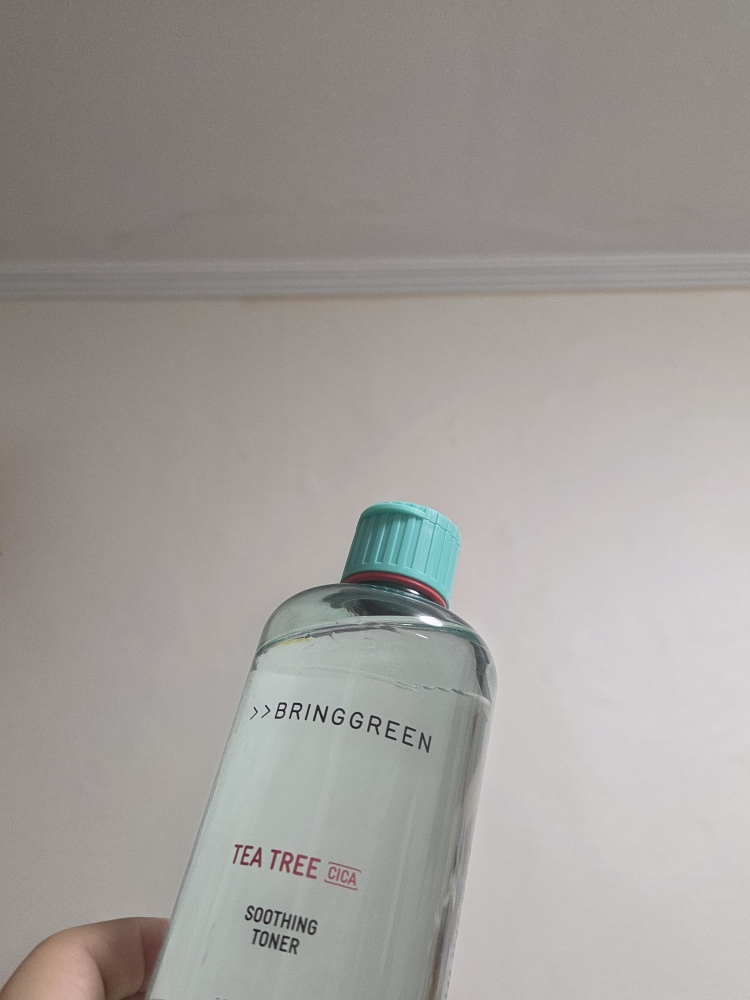 >>BRINGGREEN
TEA TREE CICA
SOOTHING
TONER